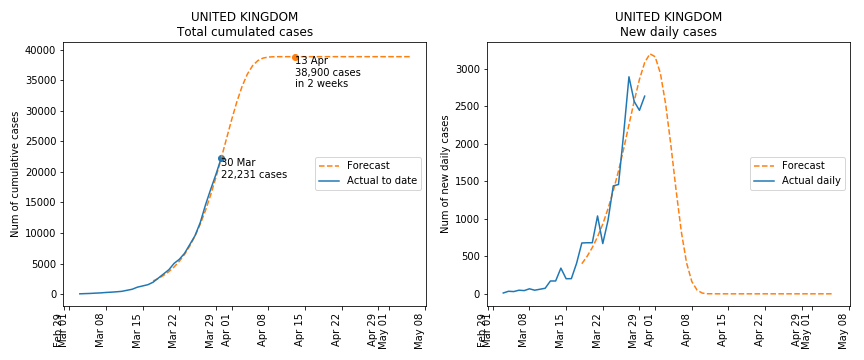 UNITED KINGDOM
Total cumulated cases
Num of cumulative cases
40000
35000
30000
25000
20000
15000
10000
5000
0
13 Apr
38,900 cases
in 2 weeks
30 Mar
22,231 cases
Forecast
Actual to date
Feb 29
Mar 01
Mar 08
Mar 15
Mar 22
Mar 29
Apr 01
Apr 08
Apr 15
Apr 22
Apr 29
May 01
May 08
UNITED KINGDOM
New daily cases
Num of new daily cases
3000
2500
2000
1500
1000
500
0
Forecast
Actual daily
Feb 29
Mar 01
Mar 08
Mar 15
Mar 22
Mar 29
Apr 01
Apr 08
Apr 15
Apr 22
Apr 29
May 01
May 08